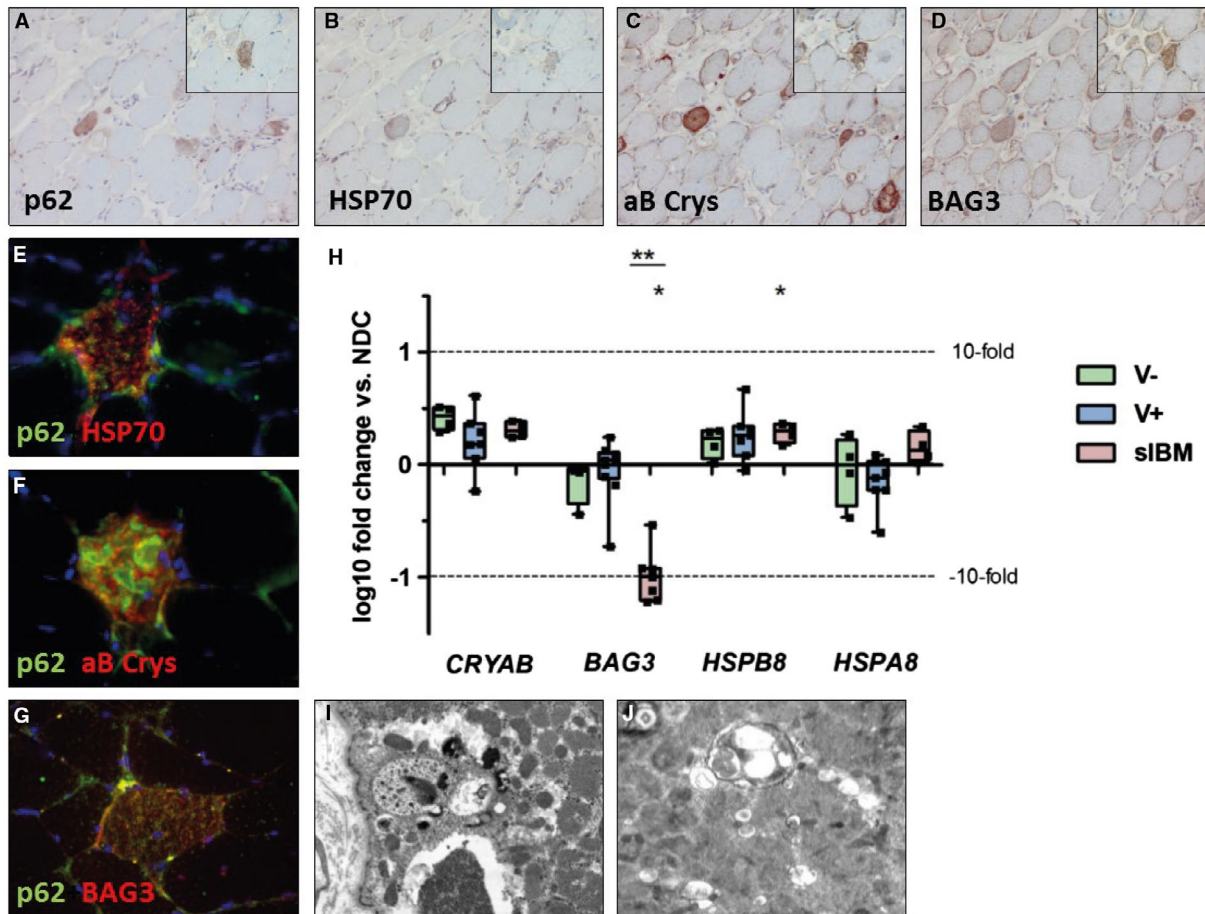 A
p62
B
HSP70
C
aB Crys
D
BAG3
E
p62 HSP70
F
p62 aB Crys
G
p62 BAG3
H
**
*
*
log10 fold change vs. NDC
1
0
-1
10-fold
-10-fold
CRYAB
BAG3
HSPB8
HSPA8
V-
V+
sIBM
I
J